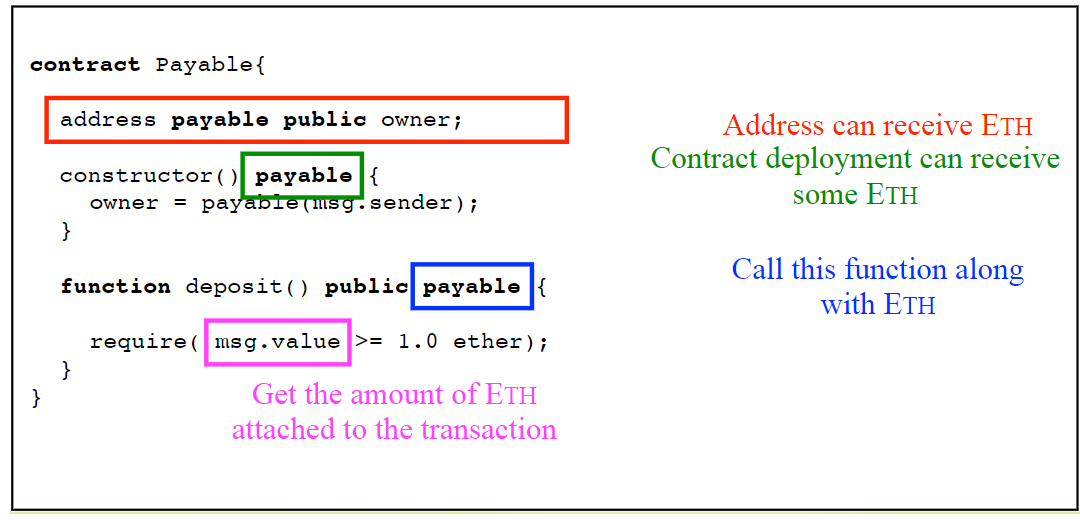 contract Payable{
address payable public owner;
Address can receive ETH
constructor() payable {
Contract deployment can receive
some ETH
owner = payable(msg.sender);
}
function deposit() public payable {
Call this function along
with ETH
require( msg.value >= 1.0 ether);
}
}
Get the amount of ETH
attached to the transaction